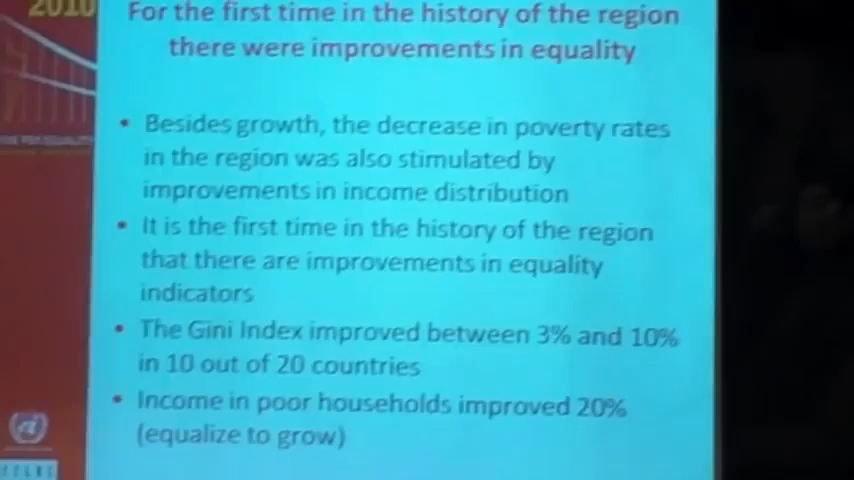 2010
For the first time in the history of the region
there were improvements in equality
• Besides growth, the decrease in poverty rates
in the region was also stimulated by
improvements in income distribution
• It is the first time in the history of the region
that there are improvements in equality
indicators
• The Gini Index improved between 3% and 10%
in 10 out of 20 countries
• Income in poor households improved 20%
(equalize to grow)